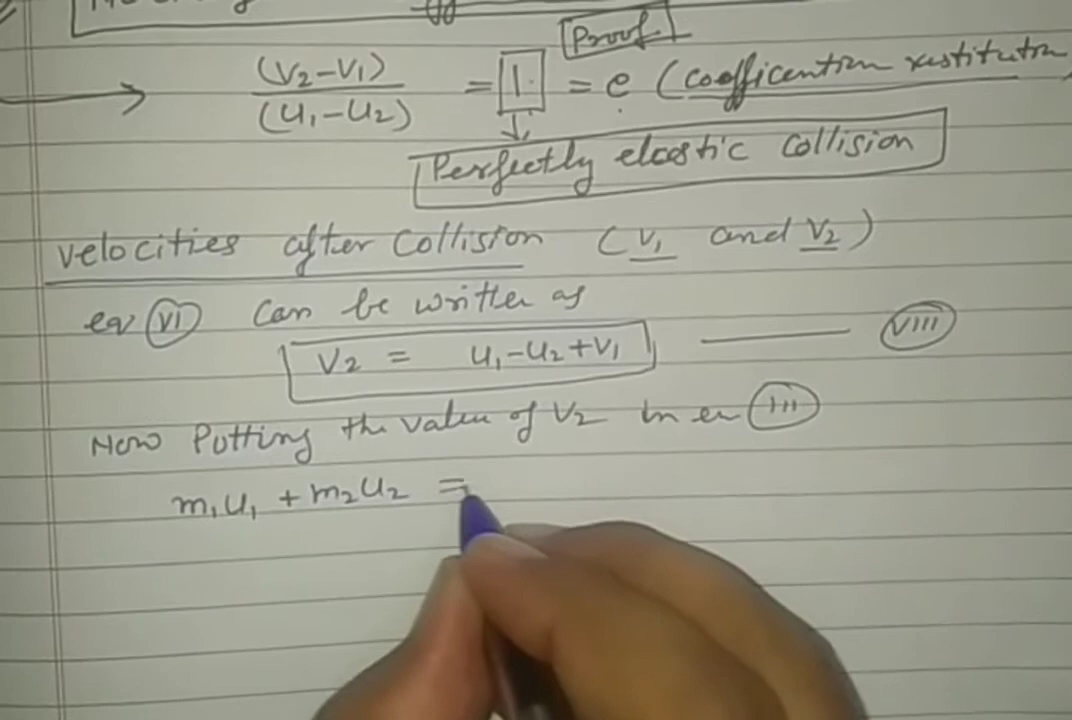 [Proof]
(V2-V1) / (U1-U2) = 1. = e (coefficention restitution
Perfectly elastic Collision
velocities after Collision (V1 and V2)
eq (VI) Can be written as
V2 = U1-U2+V1 (VIII)
Now Putting the value of V2 in eq (III)
m1U1 + m2U2 =